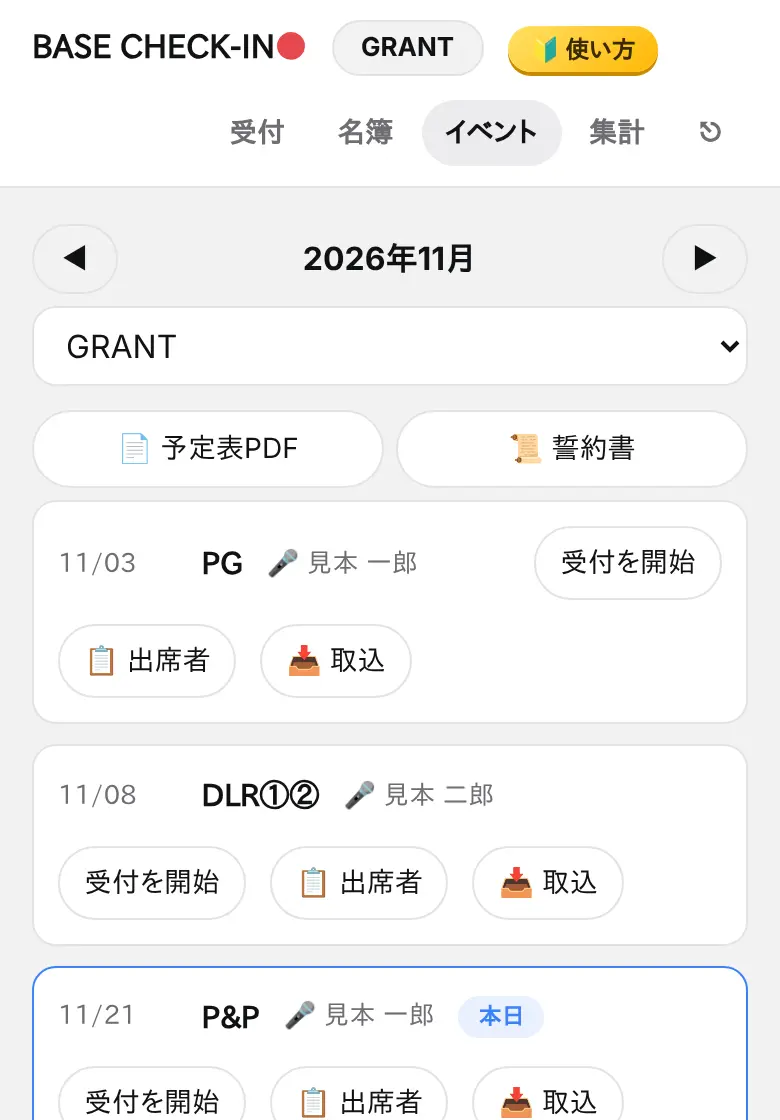 BASE CHECK-IN🔴 GRANT 🔰 使い方
受付 名簿 イベント 集計 ↻
◀ 2026年11月 ▶
GRANT
📄 予定表PDF 📜 誓約書
11/03 PG 🎤 見本 一郎 受付を開始
📋 出席者 📥 取込
11/08 DLR①② 🎤 見本 二郎
受付を開始 📋 出席者 📥 取込
11/21 P&P 🎤 見本 一郎 本日
受付を開始 📋 出席者 📥 取込